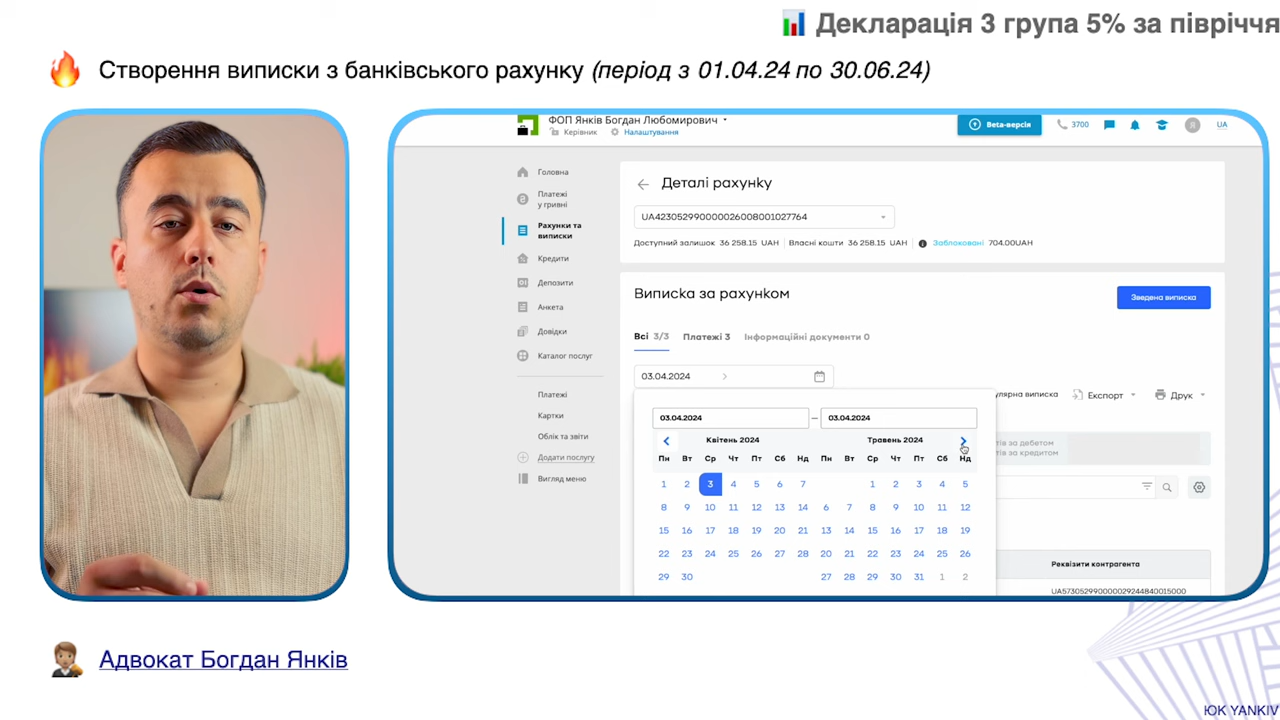 Декларація 3 група 5% за півріччя
Створення виписки з банківського рахунку (період з 01.04.24 по 30.06.24)
ФОП Янків Богдан Любомирович
Керівник Налаштування
Beta-версія 3700 Я UA
Головна
Платежі
у гривні
Рахунки та
виписки
Кредити
Депозити
Анкета
Довідки
Каталог послуг
Платежі
Картки
Облік та звіти
Додати послугу
Вигляд меню
Деталі рахунку
UA423052990000026008001027764
Доступний залишок 36 258.15 UAH Власні кошти 36 258.15 UAH Заблоковані 704.00UAH
Виписка за рахунком
Зведена виписка
Всі 3/3 Платежі 3 Інформаційні документи 0
03.04.2024
улярна виписка Експорт Друк
03.04.2024 – 03.04.2024
Квітень 2024 Травень 2024
Пн Вт Ср Чт Пт Сб Нд Пн Вт Ср Чт Пт Сб Нд
1 2 3 4 5 6 7 1 2 3 4 5
8 9 10 11 12 13 14 6 7 8 9 10 11 12
15 16 17 18 19 20 21 13 14 15 16 17 18 19
22 23 24 25 26 27 28 20 21 22 23 24 25 26
29 30 27 28 29 30 31 1 2
тів за дебетом
тів за кредитом
Реквізити контрагента
UA573052990000029244840015000
Адвокат Богдан Янків
ЮК YANKIV